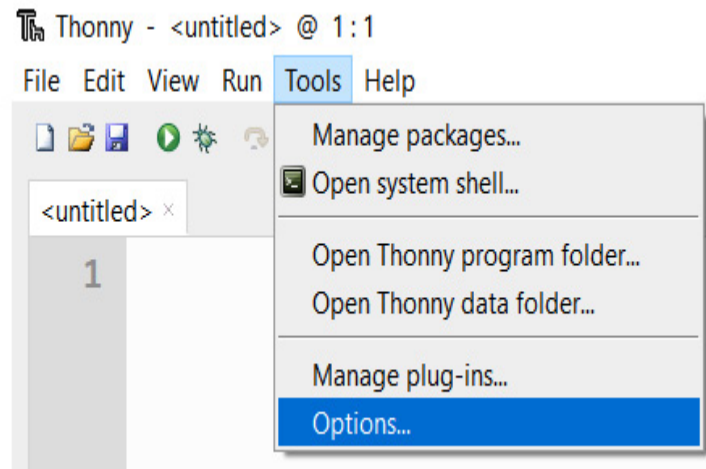 Thonny - <untitled> @ 1:1
File Edit View Run Tools Help
Manage packages...
Open system shell...
<untitled> ×
Open Thonny program folder...
1
Open Thonny data folder...
Manage plug-ins...
Options...